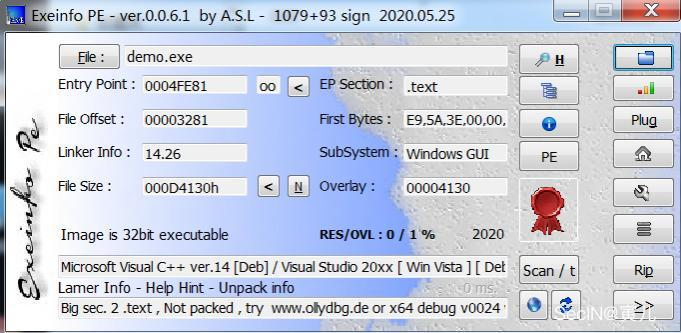 Exeinfo PE - ver.0.0.6.1 by A.S.L - 1079+93 sign 2020.05.25
File : demo.exe H
Entry Point : 0004FE81 oo < EP Section : .text
File Offset : 00003281 First Bytes : E9,5A,3E,00,00, Plug
Linker Info : 14.26 SubSystem : Windows GUI PE
File Size : 000D4130h < N Overlay : 00004130
Image is 32bit executable RES/OVL : 0 / 1 % 2020
Exeinfo Pe
Microsoft Visual C++ ver.14 [Deb] / Visual Studio 20xx [ Win Vista ] [ Deb Scan / t Rip
Lamer Info - Help Hint - Unpack info 0 ms.
Big sec. 2 .text , Not packed , try www.ollydbg.de or x64 debug v0024 >>